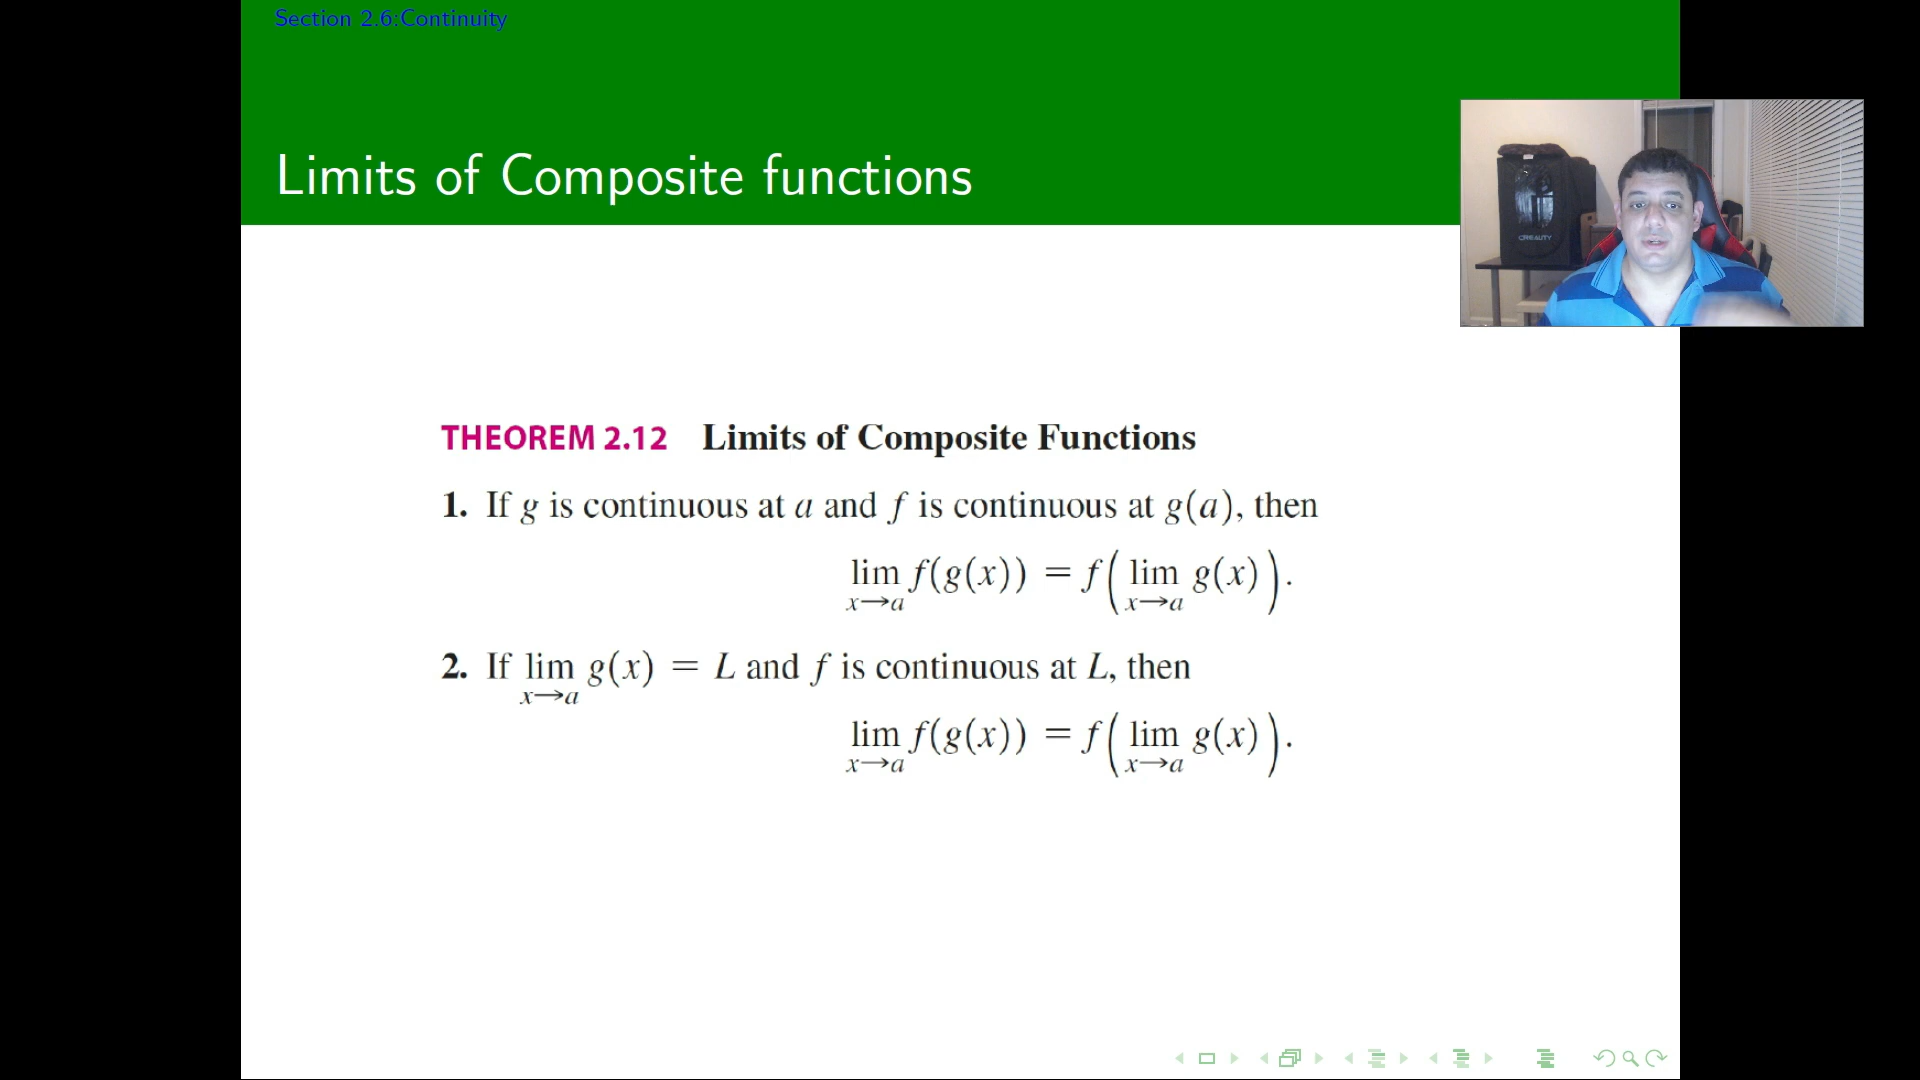 Section 2.6:Continuity
Limits of Composite functions
CREALITY
THEOREM 2.12 Limits of Composite Functions
1. If g is continuous at a and f is continuous at g(a), then
lim x→a f(g(x)) = f( lim x→a g(x) ).
2. If lim x→a g(x) = L and f is continuous at L, then
lim x→a f(g(x)) = f( lim x→a g(x) ).